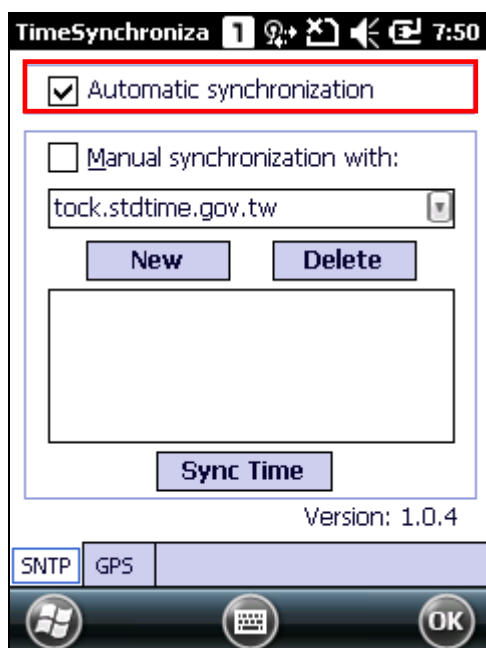 TimeSynchroniza 1 7:50
Automatic synchronization
Manual synchronization with:
tock.stdtime.gov.tw
New Delete
Sync Time
Version: 1.0.4
SNTP GPS
OK